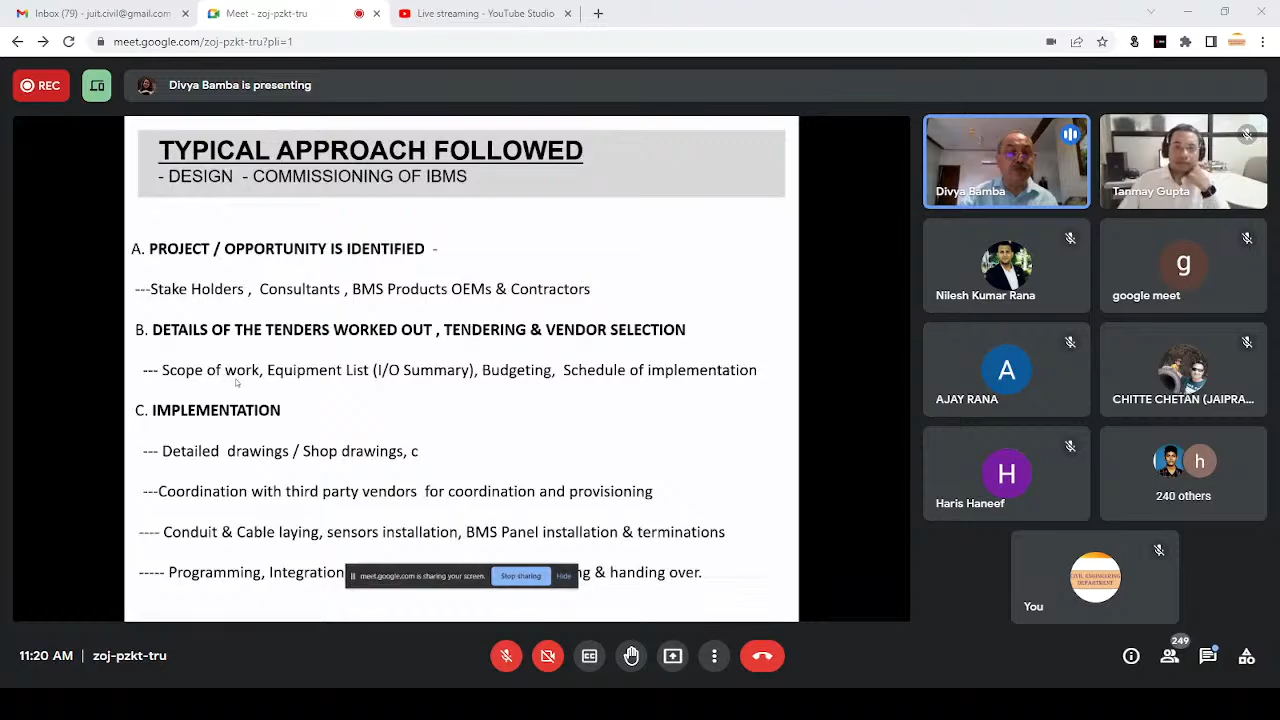 Inbox (79) - juit.civil@gmail.com
Meet - zoj-pzkt-tru
Live streaming - YouTube Studio
meet.google.com/zoj-pzkt-tru?pli=1
REC
Divya Bamba is presenting
TYPICAL APPROACH FOLLOWED
- DESIGN - COMMISSIONING OF IBMS
A. PROJECT / OPPORTUNITY IS IDENTIFIED -
---Stake Holders , Consultants , BMS Products OEMs & Contractors
B. DETAILS OF THE TENDERS WORKED OUT , TENDERING & VENDOR SELECTION
--- Scope of work, Equipment List (I/O Summary), Budgeting, Schedule of implementation
C. IMPLEMENTATION
--- Detailed drawings / Shop drawings, c
---Coordination with third party vendors for coordination and provisioning
---- Conduit & Cable laying, sensors installation, BMS Panel installation & terminations
----- Programming, Integration
meet.google.com is sharing your screen.
Stop sharing
Hide
& handing over.
Divya Bamba
Tanmay Gupta
Nilesh Kumar Rana
g
google meet
A
AJAY RANA
CHITTE CHETAN (JAIPRA...
H
Haris Haneef
h
240 others
CIVIL ENGINEERING
DEPARTMENT
You
11:20 AM | zoj-pzkt-tru
249